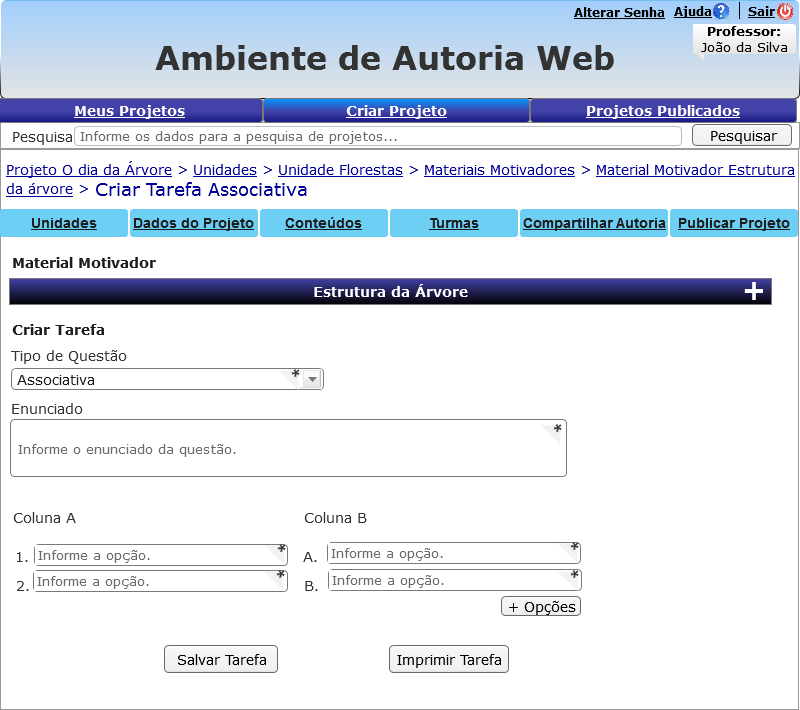 Alterar Senha Ajuda? Sair
Professor:
João da Silva
Ambiente de Autoria Web
Meus Projetos Criar Projeto Projetos Publicados
Pesquisa Informe os dados para a pesquisa de projetos... Pesquisar
Projeto O dia da Árvore > Unidades > Unidade Florestas > Materiais Motivadores > Material Motivador Estrutura
da árvore > Criar Tarefa Associativa
Unidades Dados do Projeto Conteúdos Turmas Compartilhar Autoria Publicar Projeto
Material Motivador
Estrutura da Árvore +
Criar Tarefa
Tipo de Questão
Associativa *
Enunciado
Informe o enunciado da questão. *
Coluna A Coluna B
1. Informe a opção. * A. Informe a opção. *
2. Informe a opção. * B. Informe a opção. *
+ Opções
Salvar Tarefa Imprimir Tarefa